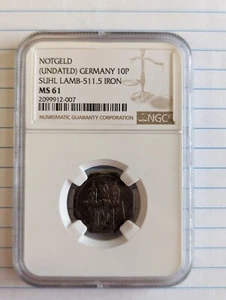 NOTGELD
(UNDATED) GERMANY 10P
SUHL LAMB-511.5 IRON
MS 61
2099912-007
NUMISMATIC GUARANTY CORPORATION
NGC